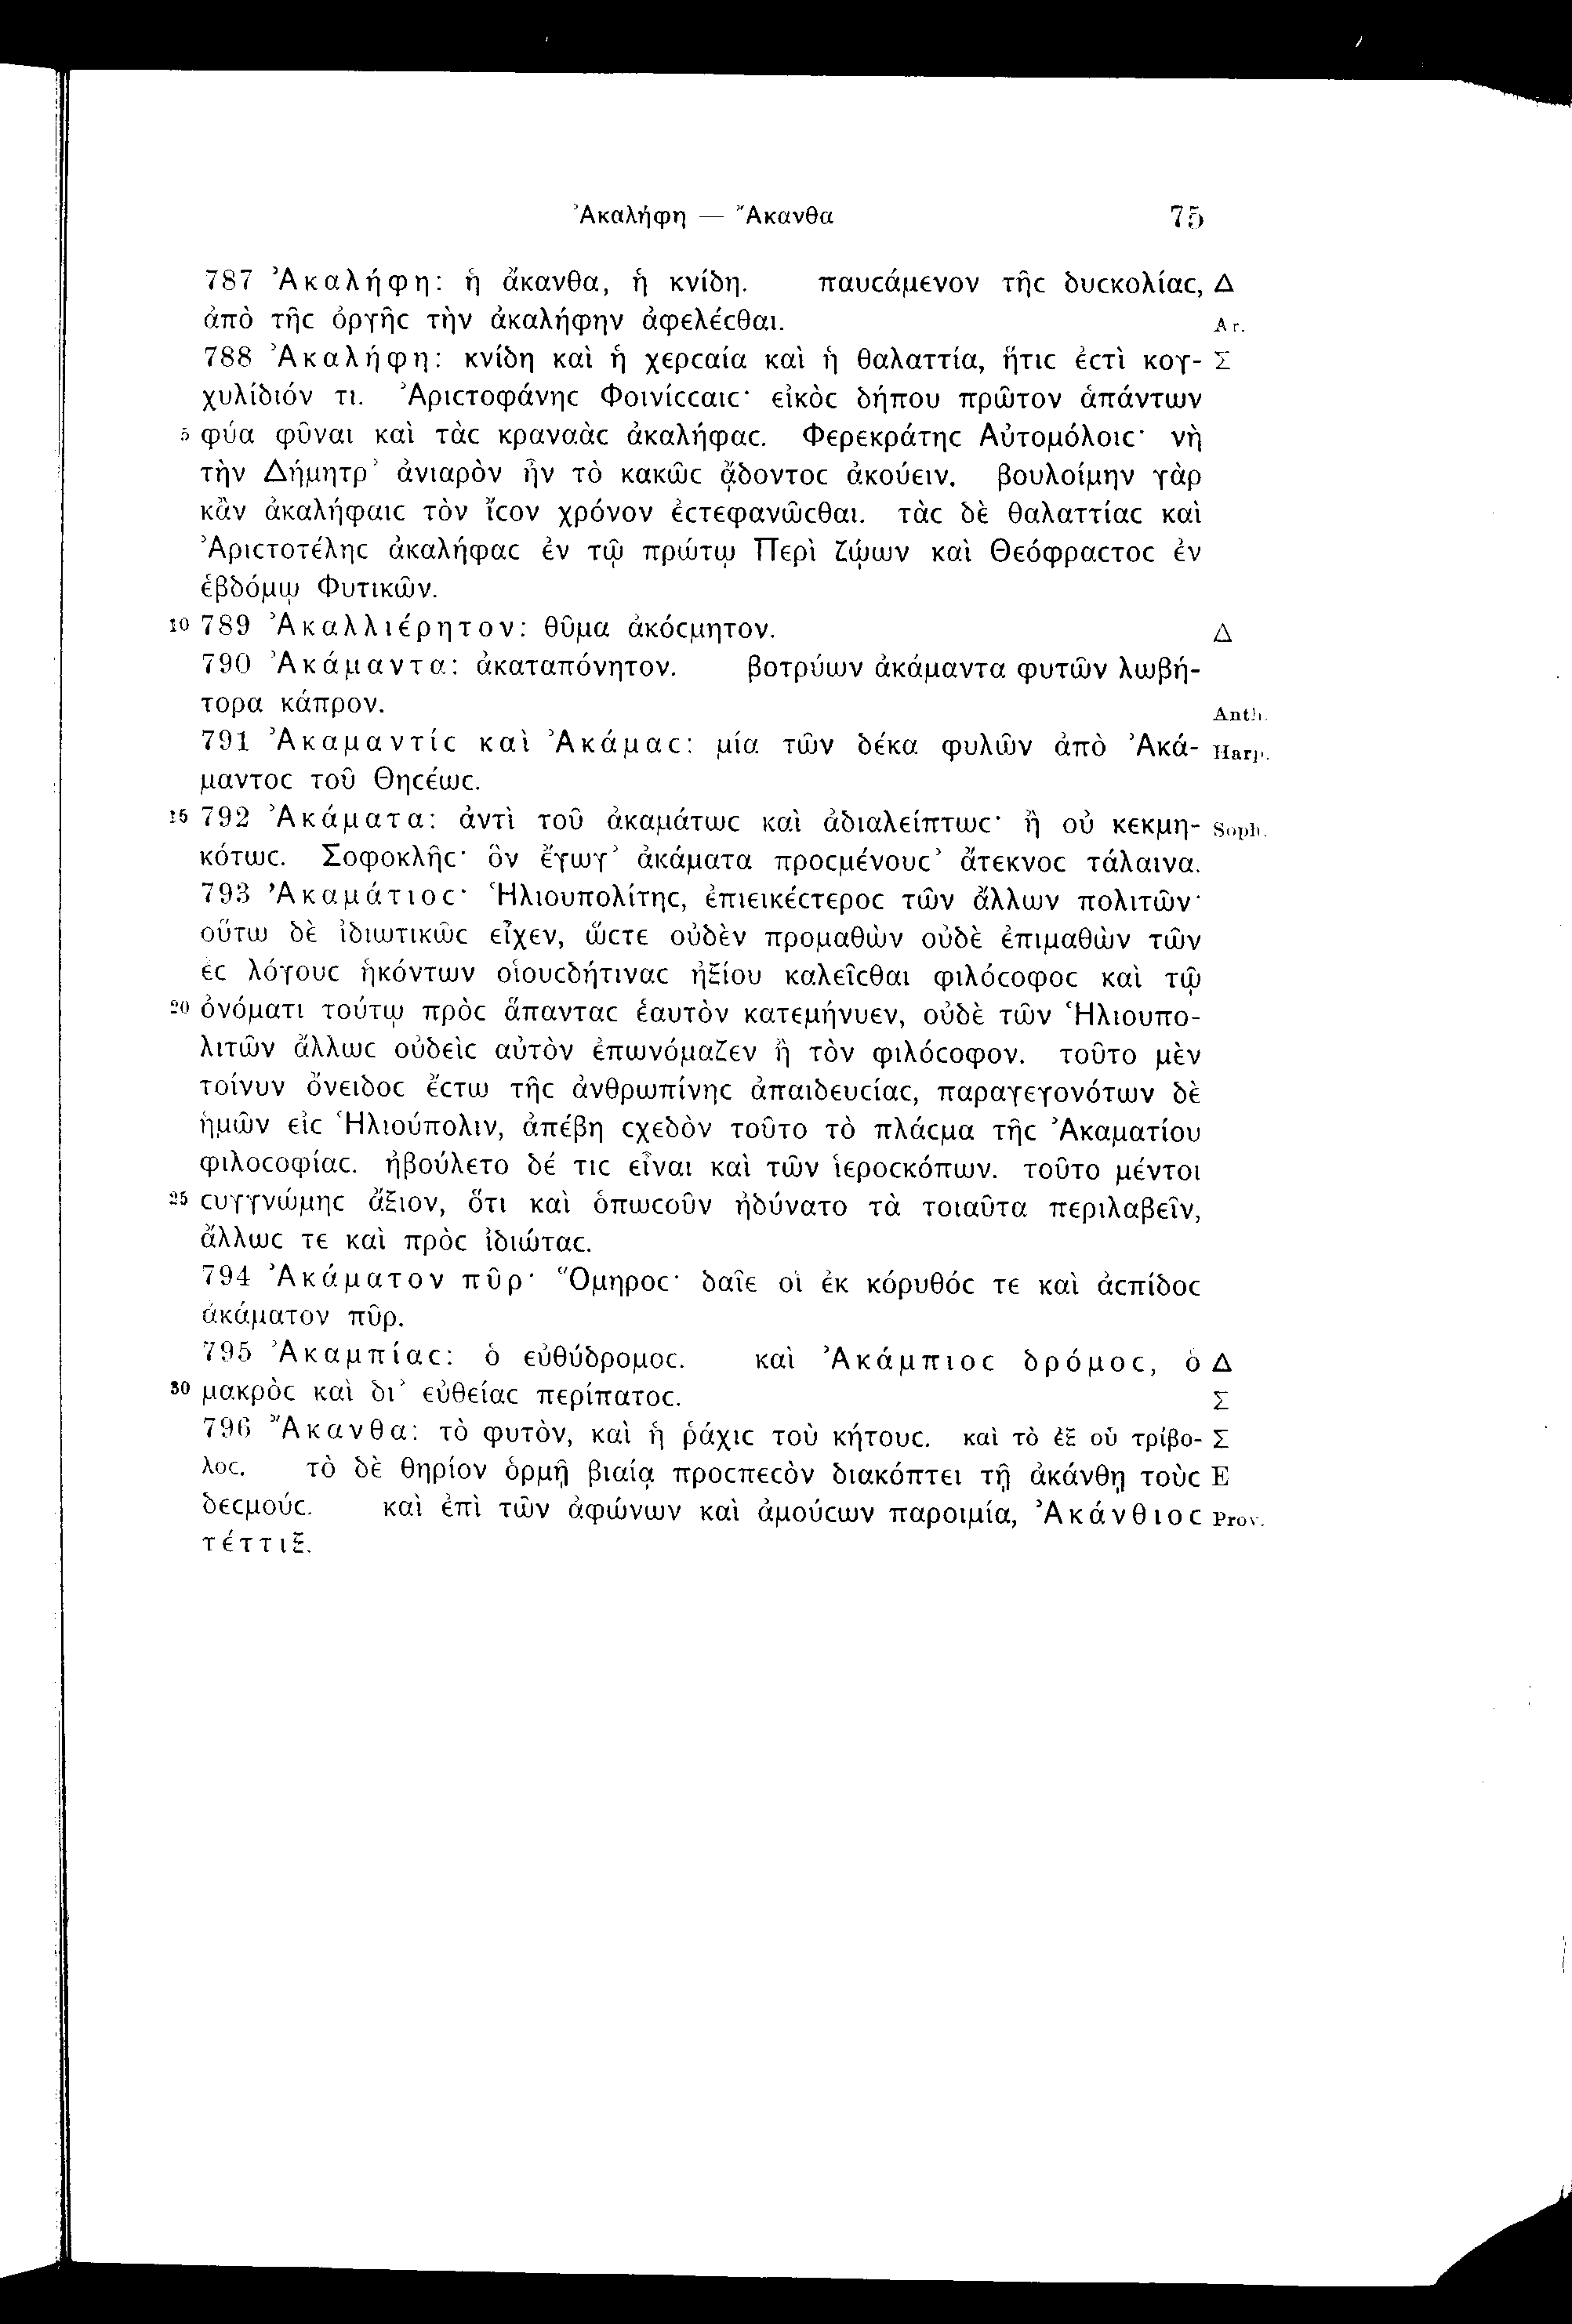 Ἀκαλήφη — Ἄκανθα 75
787 Ἀκαλήφη: ἡ ἄκανθα, ἡ κνίδη. παυϲάμενον τῆϲ δυϲκολίαϲ, Δ
ἀπὸ τῆϲ ὀργῆϲ τὴν ἀκαλήφην ἀφελέϲθαι. Ar.
788 Ἀκαλήφη: κνίδη καὶ ἡ χερϲαία καὶ ἡ θαλαττία, ἥτιϲ ἐϲτὶ κογ- Σ
χυλίδιόν τι. Ἀριϲτοφάνηϲ Φοινίϲϲαιϲ· εἰκὸϲ δήπου πρῶτον ἁπάντων
5 φύα φῦναι καὶ τὰϲ κραναὰϲ ἀκαλήφαϲ. Φερεκράτηϲ Αὐτομόλοιϲ· νὴ
τὴν Δήμητρ’ ἀνιαρὸν ἦν τὸ κακῶϲ ᾄδοντοϲ ἀκούειν. βουλοίμην γὰρ
κἂν ἀκαλήφαιϲ τὸν ἴϲον χρόνον ἐϲτεφανῶϲθαι. τὰϲ δὲ θαλαττίαϲ καὶ
Ἀριϲτοτέληϲ ἀκαλήφαϲ ἐν τῷ πρώτῳ Περὶ ζῴων καὶ Θεόφραϲτοϲ ἐν
ἑβδόμῳ Φυτικῶν.
10 789 Ἀκαλλιέρητον: θῦμα ἀκόϲμητον. Δ
790 Ἀκάμαντα: ἀκαταπόνητον. βοτρύων ἀκάμαντα φυτῶν λωβή-
τορα κάπρον. Anth.
791 Ἀκαμαντίϲ καὶ Ἀκάμαϲ: μία τῶν δέκα φυλῶν ἀπὸ Ἀκά- Harp.
μαντοϲ τοῦ Θηϲέωϲ.
15 792 Ἀκάματα: ἀντὶ τοῦ ἀκαμάτωϲ καὶ ἀδιαλείπτωϲ· ἢ οὐ κεκμη- Soph.
κότωϲ. Σοφοκλῆϲ· ὃν ἔγωγ’ ἀκάματα προϲμένουϲ’ ἄτεκνοϲ τάλαινα.
793 Ἀκαμάτιοϲ· Ἡλιουπολίτηϲ, ἐπιεικέϲτεροϲ τῶν ἄλλων πολιτῶν·
οὕτω δὲ ἰδιωτικῶϲ εἶχεν, ὥϲτε οὐδὲν προμαθὼν οὐδὲ ἐπιμαθὼν τῶν
ἐϲ λόγουϲ ἡκόντων οἱουϲδήτιναϲ ἠξίου καλεῖϲθαι φιλόϲοφοϲ καὶ τῷ
20 ὀνόματι τούτῳ πρὸϲ ἅπανταϲ ἑαυτὸν κατεμήνυεν, οὐδὲ τῶν Ἡλιουπο-
λιτῶν ἄλλωϲ οὐδεὶϲ αὐτὸν ἐπωνόμαζεν ἢ τὸν φιλόϲοφον. τοῦτο μὲν
τοίνυν ὄνειδοϲ ἔϲτω τῆϲ ἀνθρωπίνηϲ ἀπαιδευϲίαϲ, παραγεγονότων δὲ
ἡμῶν εἰϲ Ἡλιούπολιν, ἀπέβη ϲχεδὸν τοῦτο τὸ πλάϲμα τῆϲ Ἀκαματίου
φιλοϲοφίαϲ. ἠβούλετο δέ τιϲ εἶναι καὶ τῶν ἱεροϲκόπων. τοῦτο μέντοι
25 ϲυγγνώμηϲ ἄξιον, ὅτι καὶ ὁπωϲοῦν ἠδύνατο τὰ τοιαῦτα περιλαβεῖν,
ἄλλωϲ τε καὶ πρὸϲ ἰδιώταϲ.
794 Ἀκάματον πῦρ· Ὅμηροϲ· δαῖε οἱ ἐκ κόρυθόϲ τε καὶ ἀϲπίδοϲ
ἀκάματον πῦρ.
795 Ἀκαμπίαϲ: ὁ εὐθύδρομοϲ. καὶ Ἀκάμπιοϲ δρόμοϲ, ὁ Δ
30 μακρὸϲ καὶ δι’ εὐθείαϲ περίπατοϲ. Σ
796 Ἄκανθα: τὸ φυτὸν, καὶ ἡ ῥάχιϲ τοῦ κήτουϲ. καὶ τὸ ἐξ οὗ τρίβο- Σ
λοϲ. τὸ δὲ θηρίον ὁρμῇ βιαίᾳ προϲπεϲὸν διακόπτει τῇ ἀκάνθῃ τοὺϲ Ε
δεϲμούϲ. καὶ ἐπὶ τῶν ἀφώνων καὶ ἀμούϲων παροιμία, Ἀκάνθιοϲ Prov.
τέττιξ.